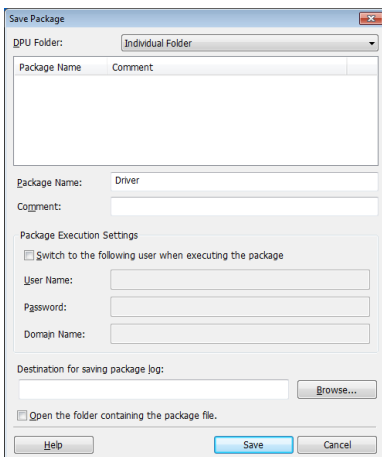 Save Package
DPU Folder: Individual Folder
Package Name Comment
Package Name: Driver
Comment:
Package Execution Settings
Switch to the following user when executing the package
User Name:
Password:
Domain Name:
Destination for saving package log:
Browse...
Open the folder containing the package file.
Help Save Cancel